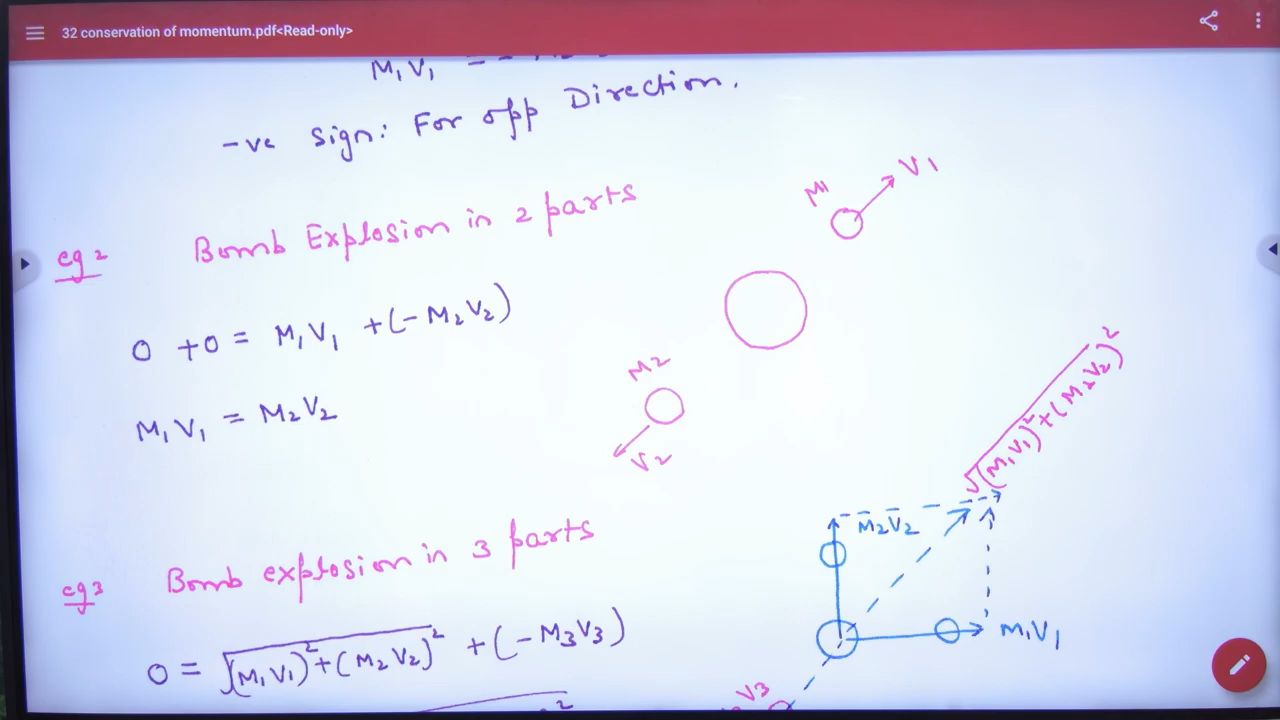 32 conservation of momentum.pdf<Read-only>
M₁V₁ = -
-ve Sign: For opp Direction.
eg 2 Bomb Explosion in 2 parts
M1 V1
0 + 0 = M₁V₁ + (- M₂V₂)
M2
V2
M₁V₁ = M₂V₂
√(M₁V₁)² + (M₂V₂)²
M₂V₂
eg 3 Bomb explosion in 3 parts
M₁V₁
0 = √(M₁V₁)² + (M₂V₂)² + (- M₃V₃)
V3